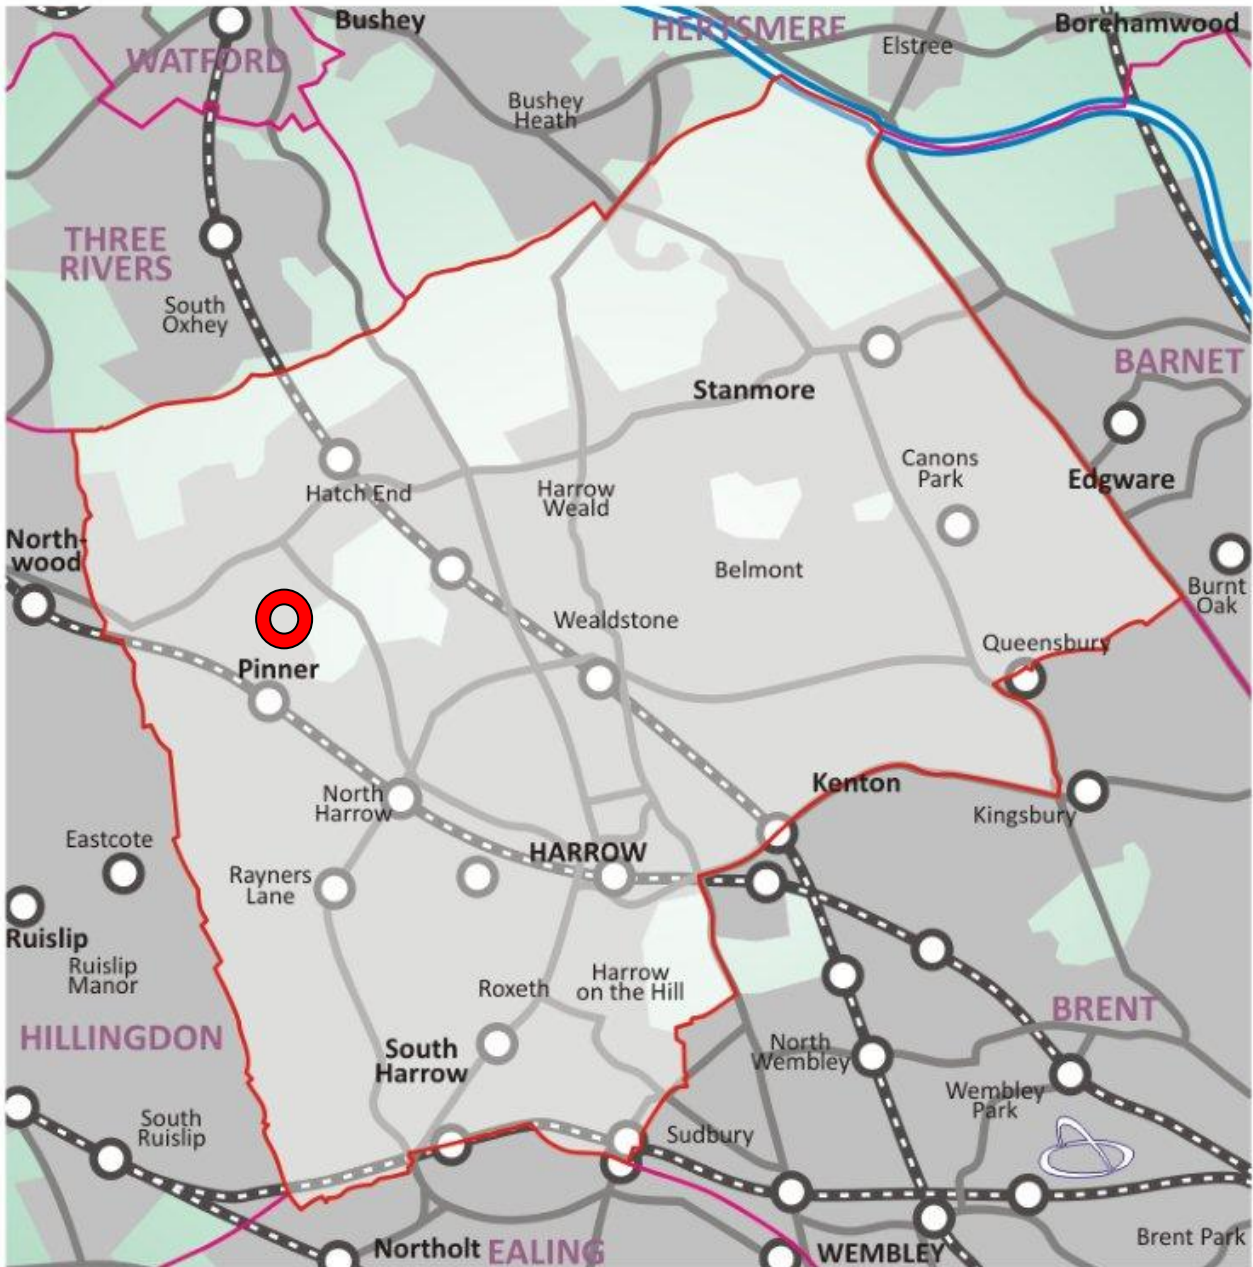 Bushey
HERTSMERE
Borehamwood
WATFORD
Elstree
Bushey
Heath
THREE
RIVERS
South
Oxhey
BARNET
Stanmore
Canons
Park
Edgware
Hatch End
Harrow
Weald
North-
wood
Belmont
Burnt
Oak
Wealdstone
Queensbury
Pinner
Kenton
North
Harrow
Kingsbury
Eastcote
HARROW
Rayners
Lane
Ruislip
Ruislip
Manor
Roxeth
Harrow
on the Hill
BRENT
HILLINGDON
South
Harrow
North
Wembley
Wembley
Park
South
Ruislip
Sudbury
Northolt
EALING
WEMBLEY
Brent Park